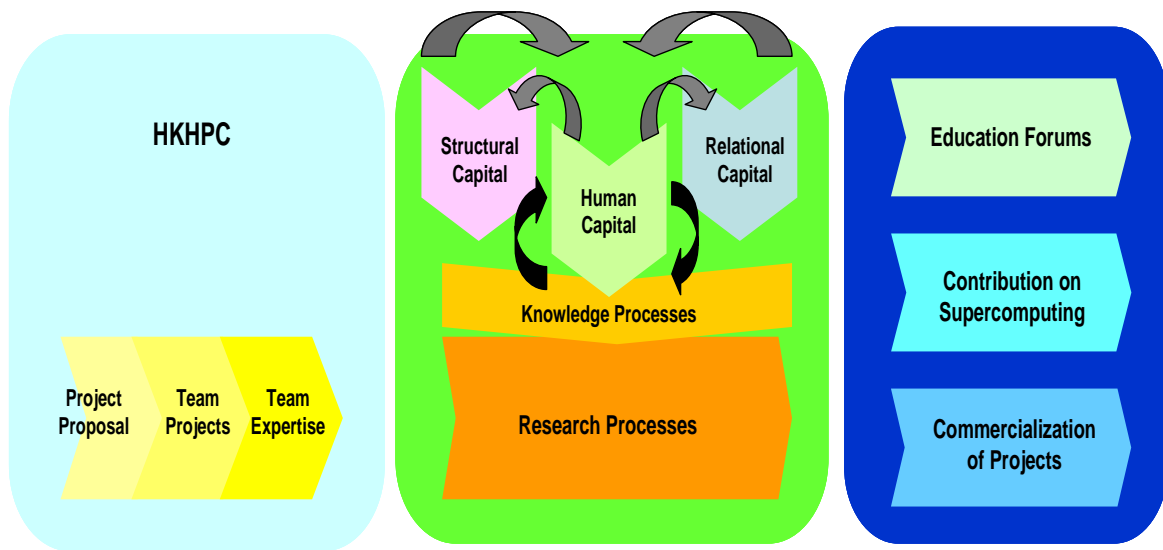 HKHPC
Project
Proposal
Team
Projects
Team
Expertise
Structural
Capital
Human
Capital
Relational
Capital
Knowledge Processes
Research Processes
Education Forums
Contribution on
Supercomputing
Commercialization
of Projects